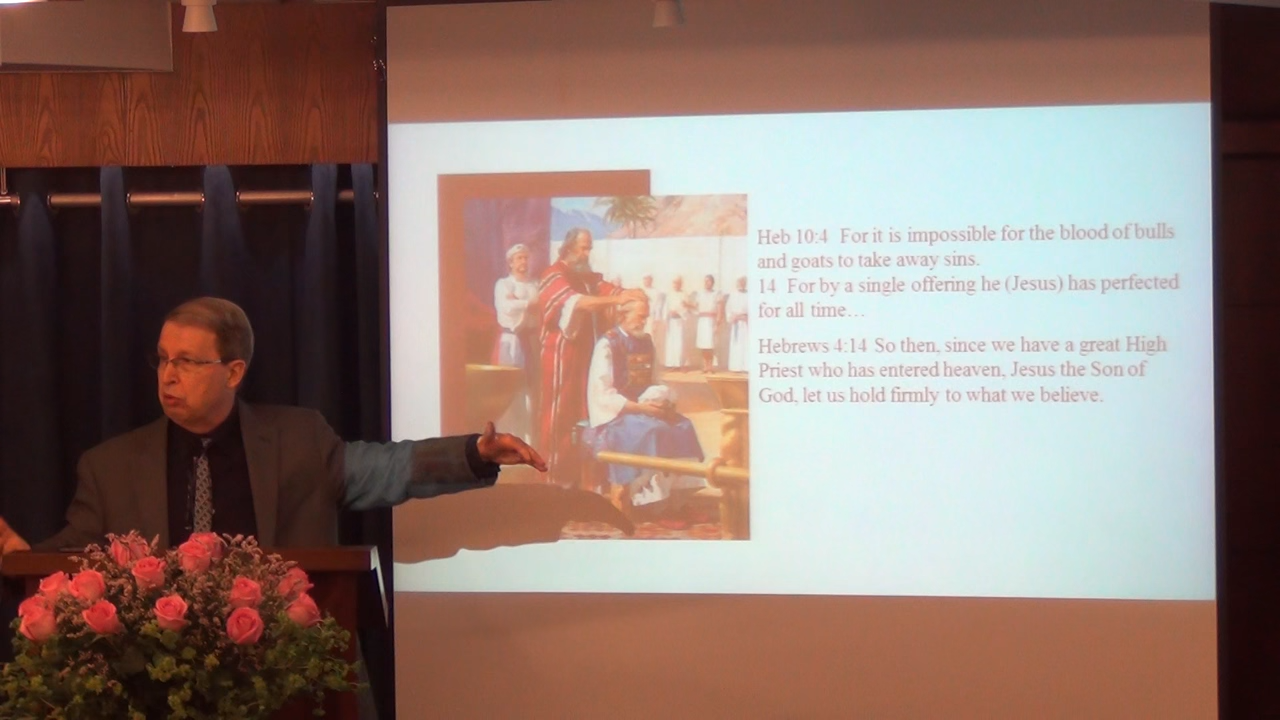 Heb 10:4 For it is impossible for the blood of bulls
and goats to take away sins.
14 For by a single offering he (Jesus) has perfected
for all time…
Hebrews 4:14 So then, since we have a great High
Priest who has entered heaven, Jesus the Son of
God, let us hold firmly to what we believe.